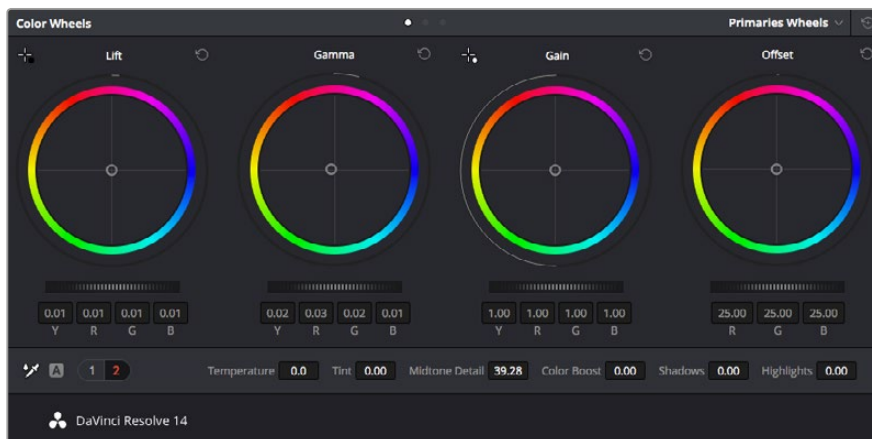 Color Wheels Primaries Wheels
Lift Gamma Gain Offset
0.01 0.01 0.01 0.01 0.02 0.03 0.02 0.01 1.00 1.00 1.00 1.00 25.00 25.00 25.00
Y R G B Y R G B Y R G B R G B
A 1 2 Temperature 0.0 Tint 0.00 Midtone Detail 39.28 Color Boost 0.00 Shadows 0.00 Highlights 0.00
DaVinci Resolve 14